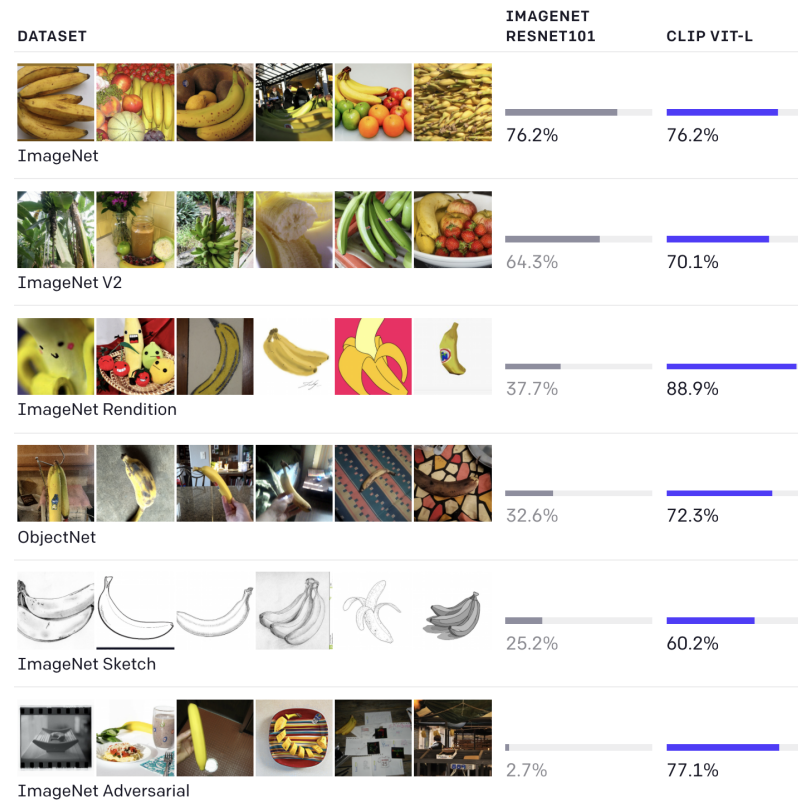 DATASET
IMAGENET
RESNET101
CLIP VIT-L
ImageNet
76.2%
76.2%
ImageNet V2
64.3%
70.1%
ImageNet Rendition
37.7%
88.9%
ObjectNet
32.6%
72.3%
ImageNet Sketch
25.2%
60.2%
ImageNet Adversarial
2.7%
77.1%